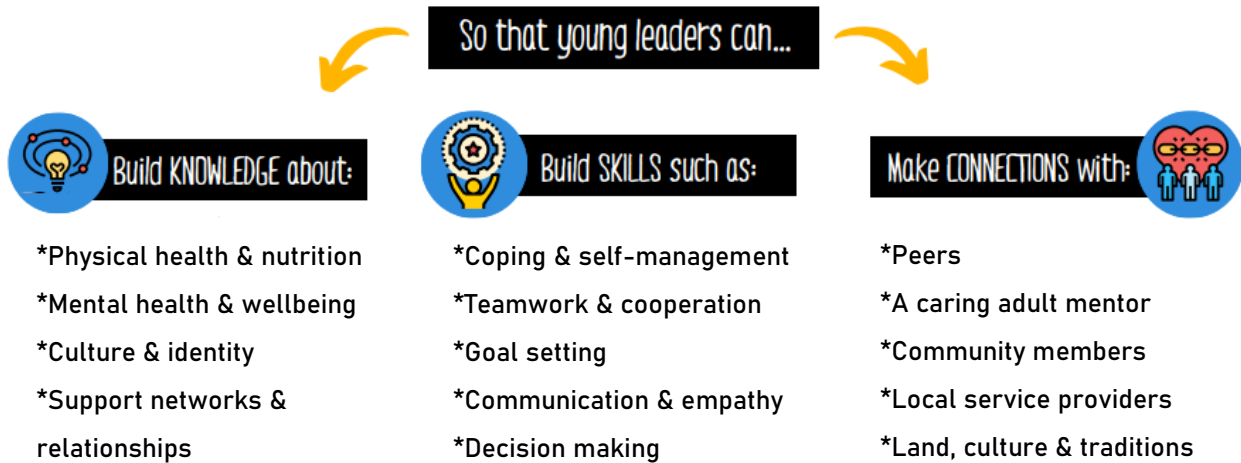 So that young leaders can...
Build KNOWLEDGE about:
*Physical health & nutrition
*Mental health & wellbeing
*Culture & identity
*Support networks &
relationships
Build SKILLS such as:
*Coping & self-management
*Teamwork & cooperation
*Goal setting
*Communication & empathy
*Decision making
Make CONNECTIONS with:
*Peers
*A caring adult mentor
*Community members
*Local service providers
*Land, culture & traditions